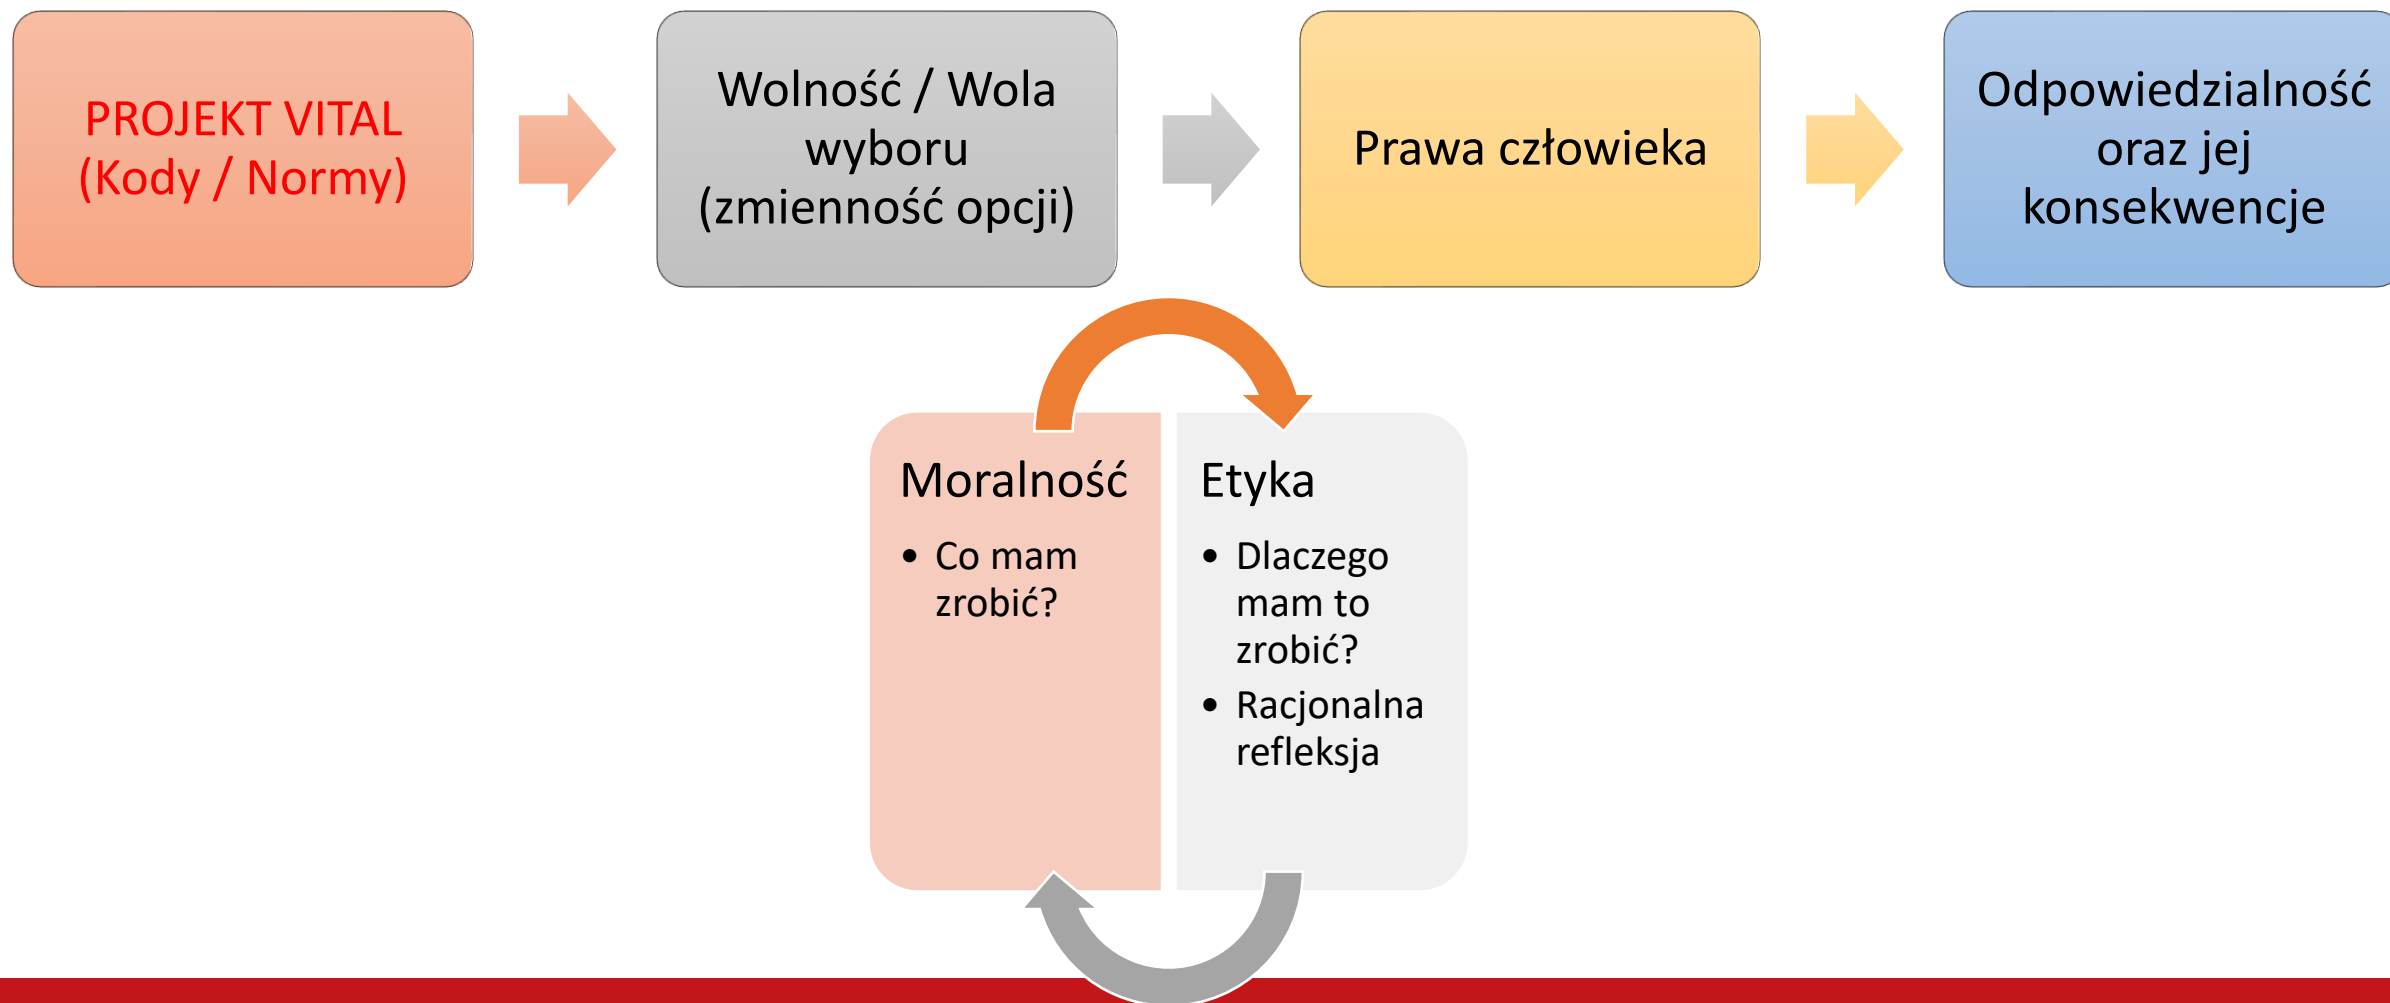 PROJEKT VITAL
(Kody / Normy)
Wolność / Wola
wyboru
(zmienność opcji)
Prawa człowieka
Odpowiedzialność
oraz jej
konsekwencje
Moralność
• Co mam
zrobić?
Etyka
• Dlaczego
mam to
zrobić?
• Racjonalna
refleksja